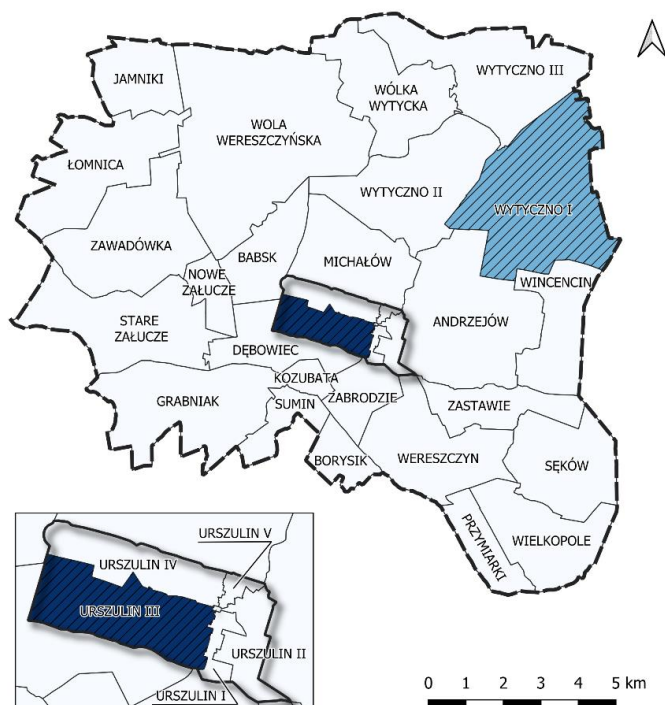 JAMNIKI
WYTYCZNO III
WÓLKA
WYTYCKA
WOLA
WERESZCZYŃSKA
ŁOMNICA
WYTYCZNO II
WYTYCZNO I
ZAWADÓWKA
BABSK
MICHAŁÓW
NOWE
ZAŁUCZE
WINCENCIN
STARE
ZAŁUCZE
ANDRZEJÓW
DĘBOWIEC
KOZUBATA
GRABNIAK
SUMIN
ZABRODZIE
ZASTAWIE
BORYSIK
WERESZCZYN
SĘKÓW
PRZYMIARKI
WIELKOPOLE
URSZULIN V
URSZULIN IV
URSZULIN III
URSZULIN II
URSZULIN I
0 1 2 3 4 5 km